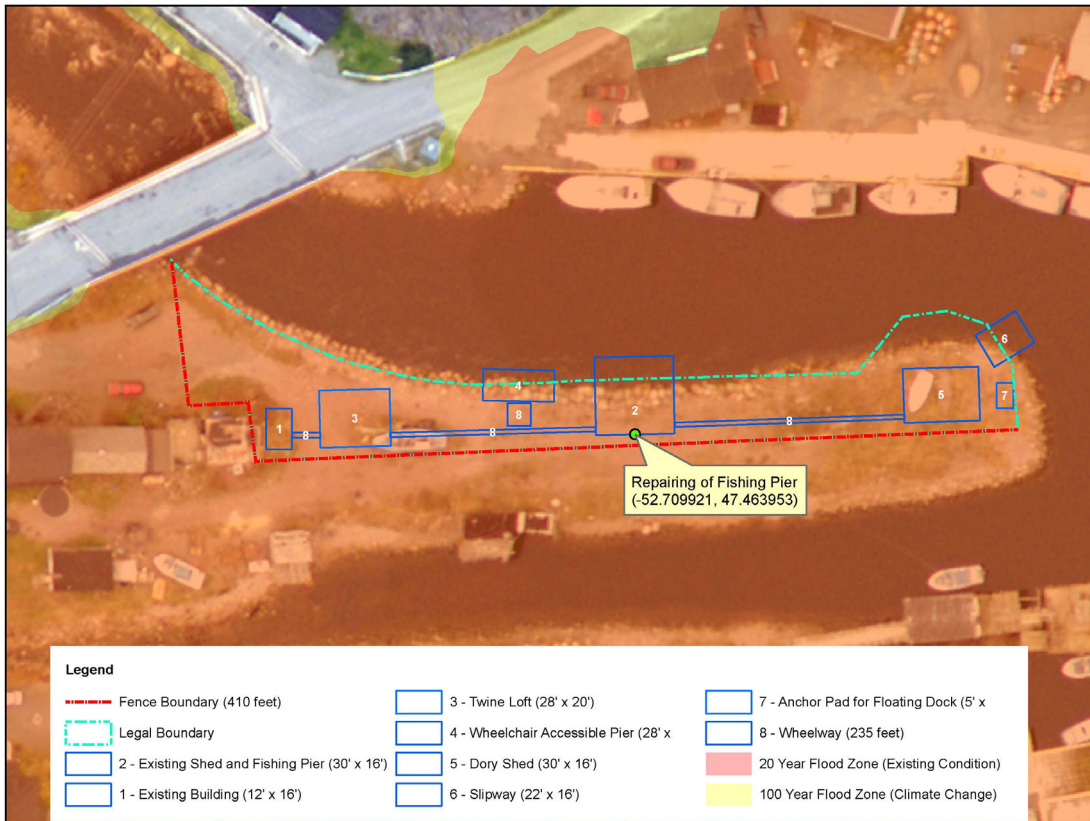 6
4
5
7
2
8
3
1
8
8
8
Repairing of Fishing Pier
(-52.709921, 47.463953)
Legend
Fence Boundary (410 feet)
Legal Boundary
2 - Existing Shed and Fishing Pier (30' x 16')
1 - Existing Building (12' x 16')
3 - Twine Loft (28' x 20')
4 - Wheelchair Accessible Pier (28' x
5 - Dory Shed (30' x 16')
6 - Slipway (22' x 16')
7 - Anchor Pad for Floating Dock (5' x
8 - Wheelway (235 feet)
20 Year Flood Zone (Existing Condition)
100 Year Flood Zone (Climate Change)